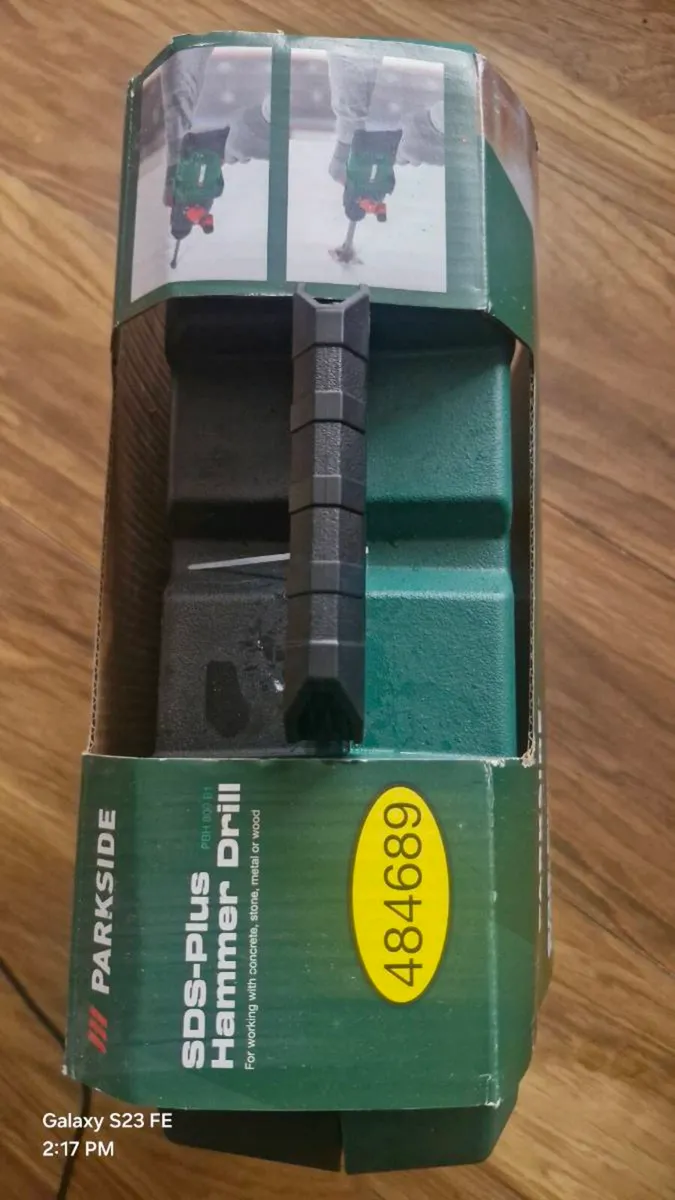 PARKSIDE
SDS-Plus
PBH 800 B1
Hammer Drill
For working with concrete, stone, metal or wood
484689
Galaxy S23 FE
2:17 PM